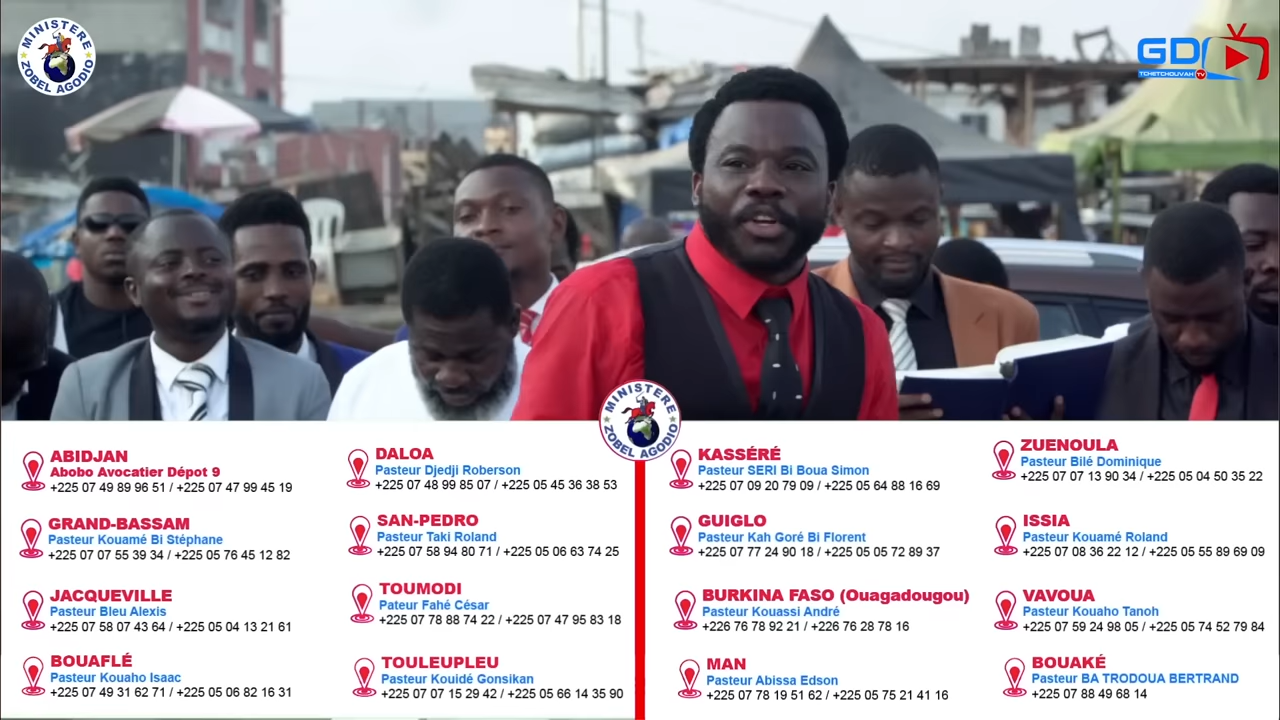 MINISTERE
ZOBEL AGODIO
GD
TCHETCHOUVAH TV
MINISTERE
ZOBEL AGODIO
ABIDJAN
Abobo Avocatier Dépot 9
+225 07 49 89 96 51 / +225 07 47 99 45 19
GRAND-BASSAM
Pasteur Kouamé Bi Stéphane
+225 07 07 55 39 34 / +225 05 76 45 12 82
JACQUEVILLE
Pasteur Bleu Alexis
+225 07 58 07 43 64 / +225 05 04 13 21 61
BOUAFLÉ
Pasteur Kouaho Isaac
+225 07 49 31 62 71 / +225 05 06 82 16 31
DALOA
Pasteur Djedji Roberson
+225 07 48 99 85 07 / +225 05 45 36 38 53
SAN-PEDRO
Pasteur Taki Roland
+225 07 58 94 80 71 / +225 05 06 63 74 25
TOUMODI
Pateur Fahé César
+225 07 78 88 74 22 / +225 07 47 95 83 18
TOULEUPLEU
Pasteur Kouidé Gonsikan
+225 07 07 15 29 42 / +225 05 66 14 35 90
KASSÉRÉ
Pasteur SERI Bi Boua Simon
+225 07 09 20 79 09 / +225 05 64 88 16 69
GUIGLO
Pasteur Kah Goré Bi Florent
+225 07 77 24 90 18 / +225 05 05 72 89 37
BURKINA FASO (Ouagadougou)
Pasteur Kouassi André
+226 76 78 92 21 / +226 76 28 78 16
MAN
Pasteur Abissa Edson
+225 07 78 19 51 62 / +225 05 75 21 41 16
ZUENOULA
Pasteur Bilé Dominique
+225 07 07 13 90 34 / +225 05 04 50 35 22
ISSIA
Pasteur Kouamé Roland
+225 07 08 36 22 12 / +225 05 55 89 69 09
VAVOUA
Pasteur Kouaho Tanoh
+225 07 59 24 98 05 / +225 05 74 52 79 84
BOUAKÉ
Pasteur BA TRODOUA BERTRAND
+225 07 88 49 68 14